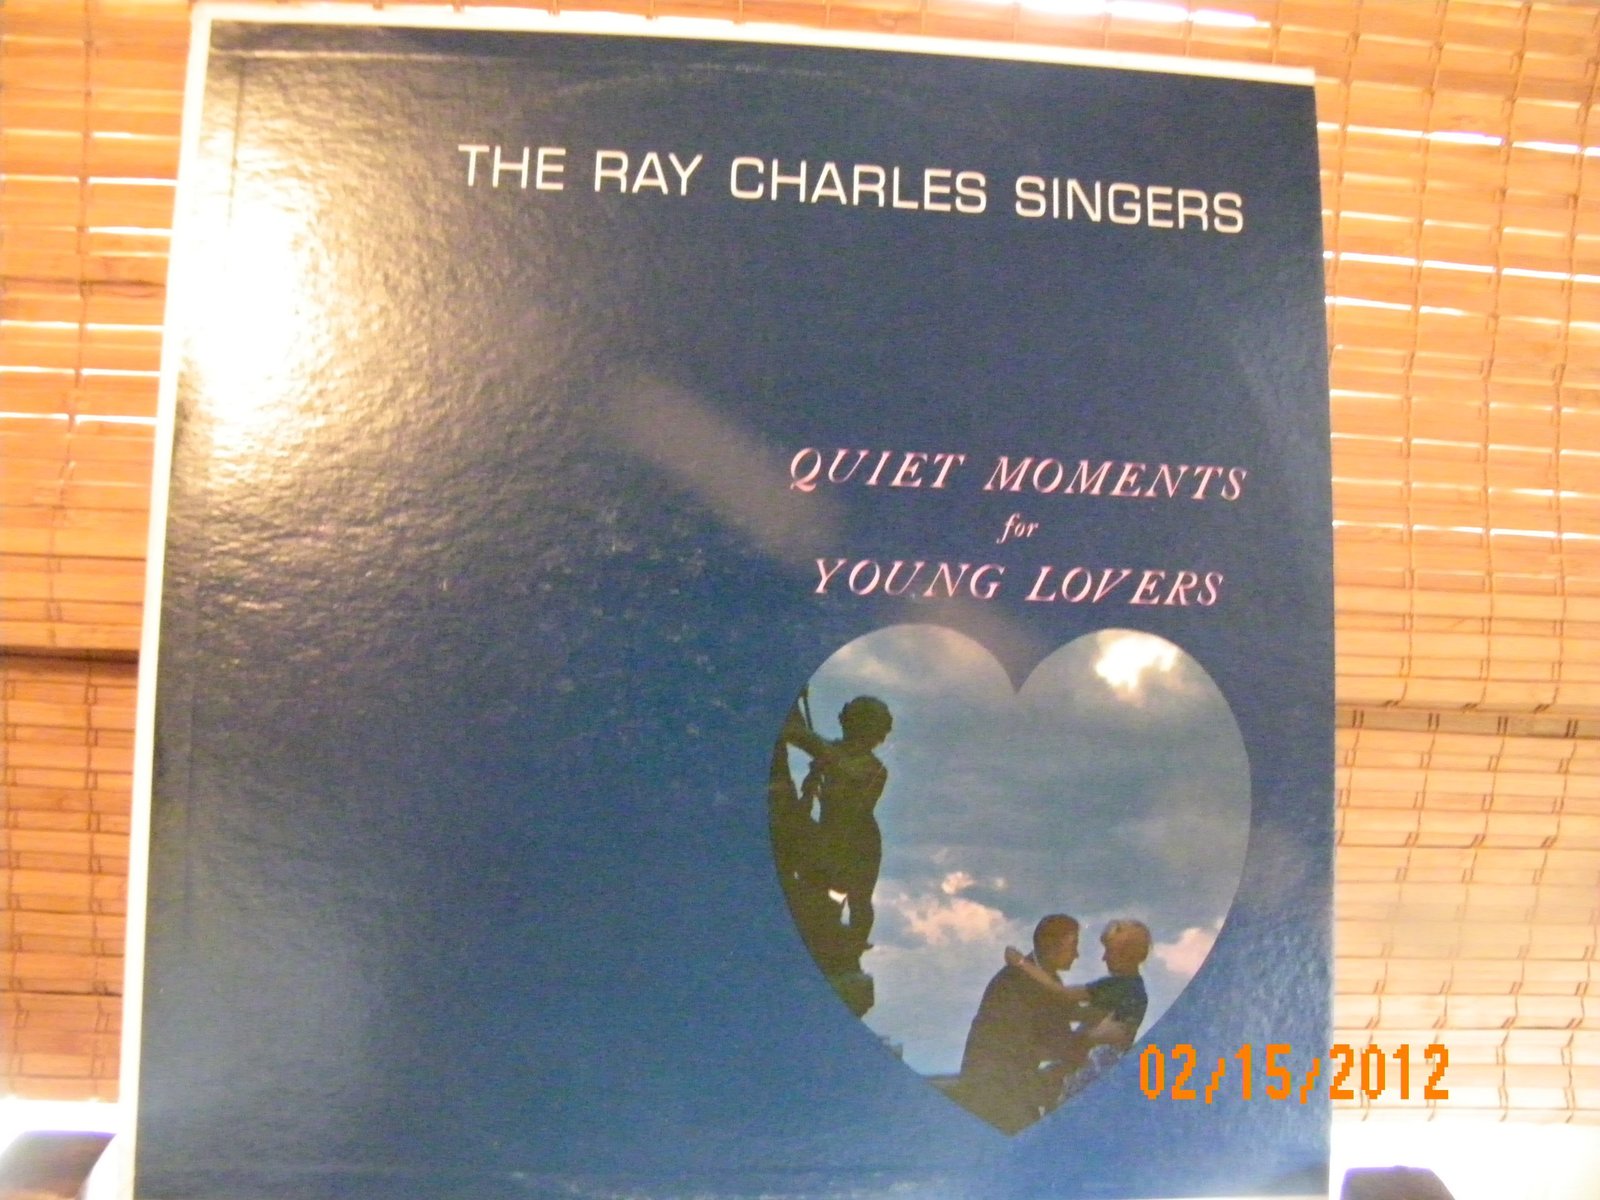 THE RAY CHARLES SINGERS
QUIET MOMENTS
for
YOUNG LOVERS
02/15/2012